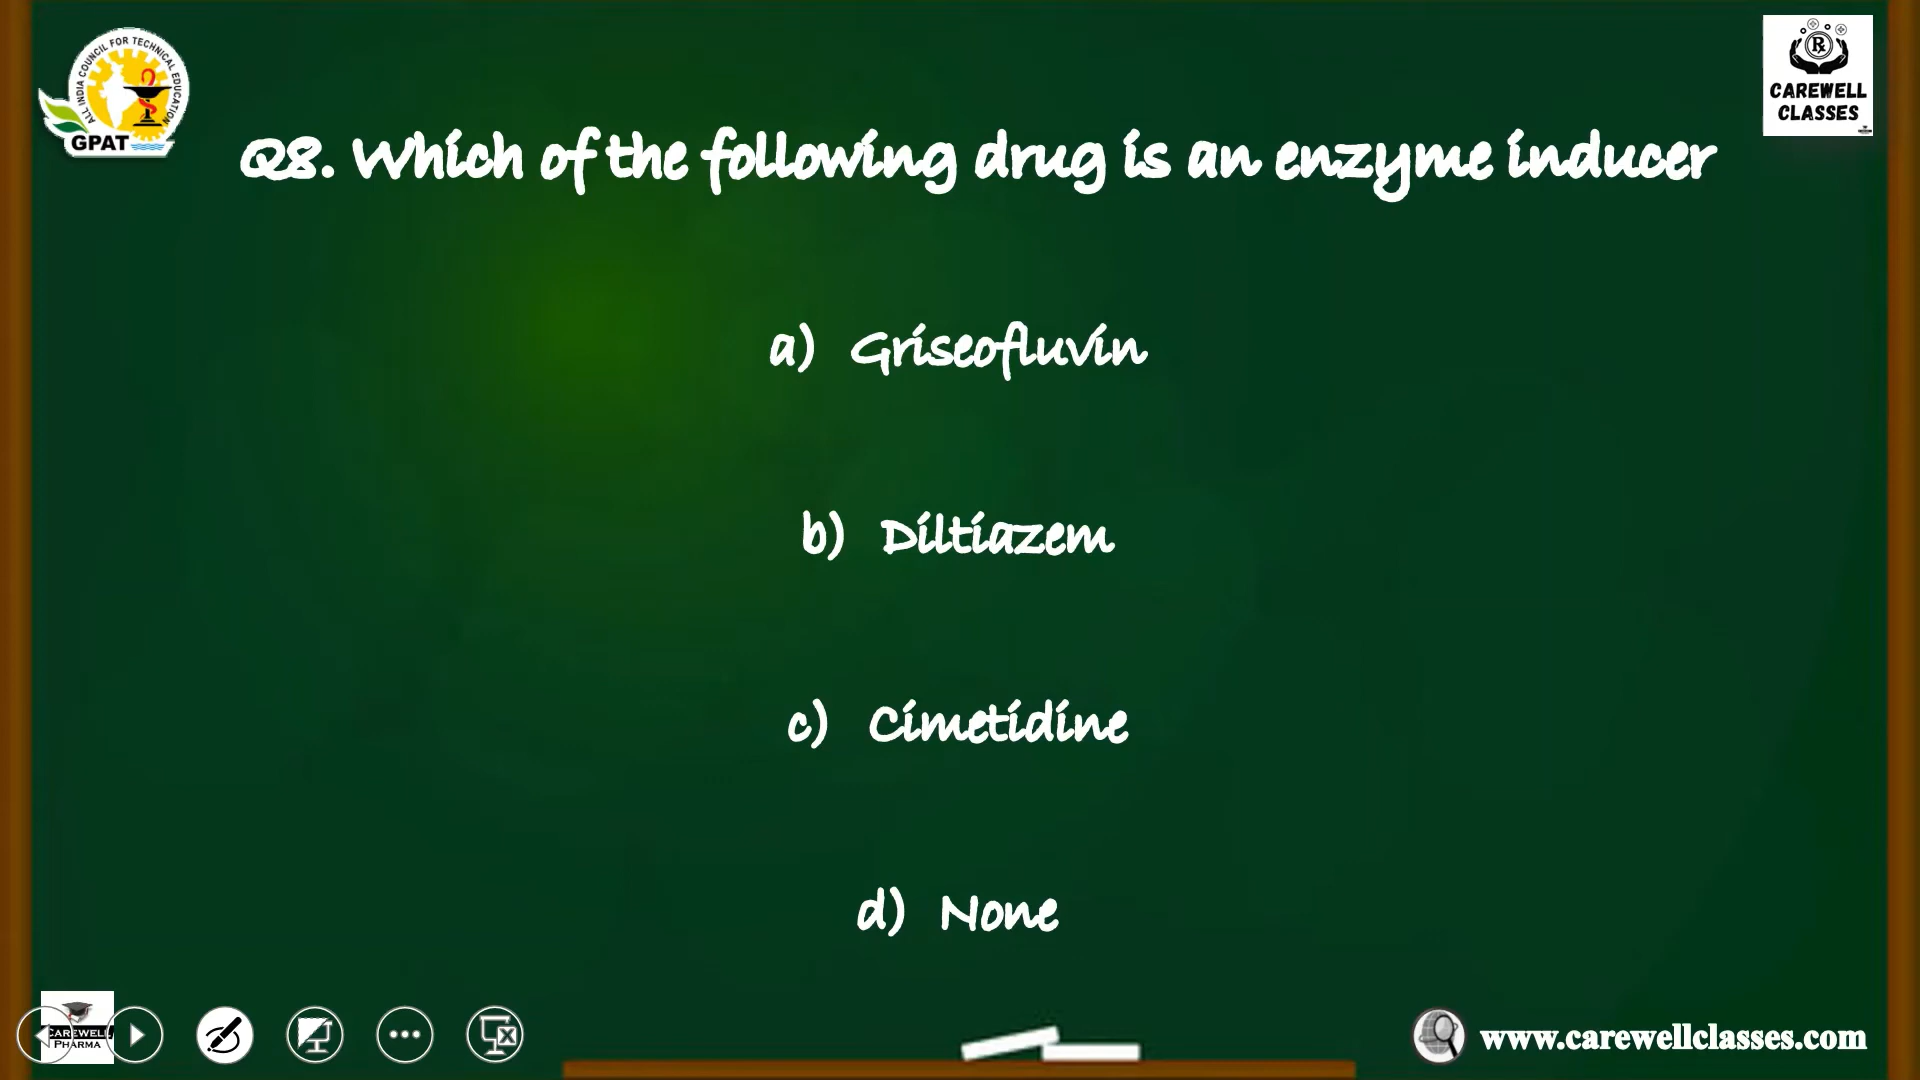 ALL INDIA COUNCIL FOR TECHNICAL EDUCATION
GPAT
CAREWELL
CLASSES
Q8. Which of the following drug is an enzyme inducer
a) Griseofluvin
b) Diltiazem
c) Cimetidine
d) None
CAREWELL
PHARMA
www.carewellclasses.com